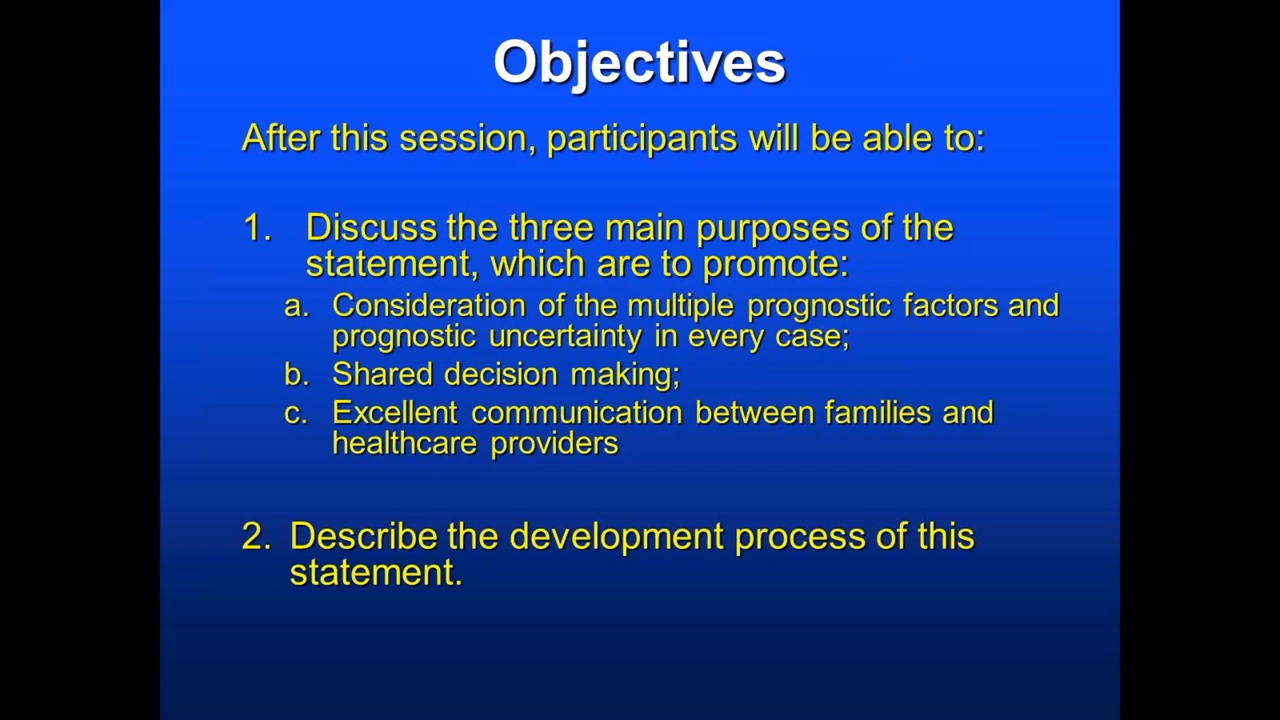 Objectives
After this session, participants will be able to:
1. Discuss the three main purposes of the
statement, which are to promote:
a. Consideration of the multiple prognostic factors and
prognostic uncertainty in every case;
b. Shared decision making;
c. Excellent communication between families and
healthcare providers
2. Describe the development process of this
statement.